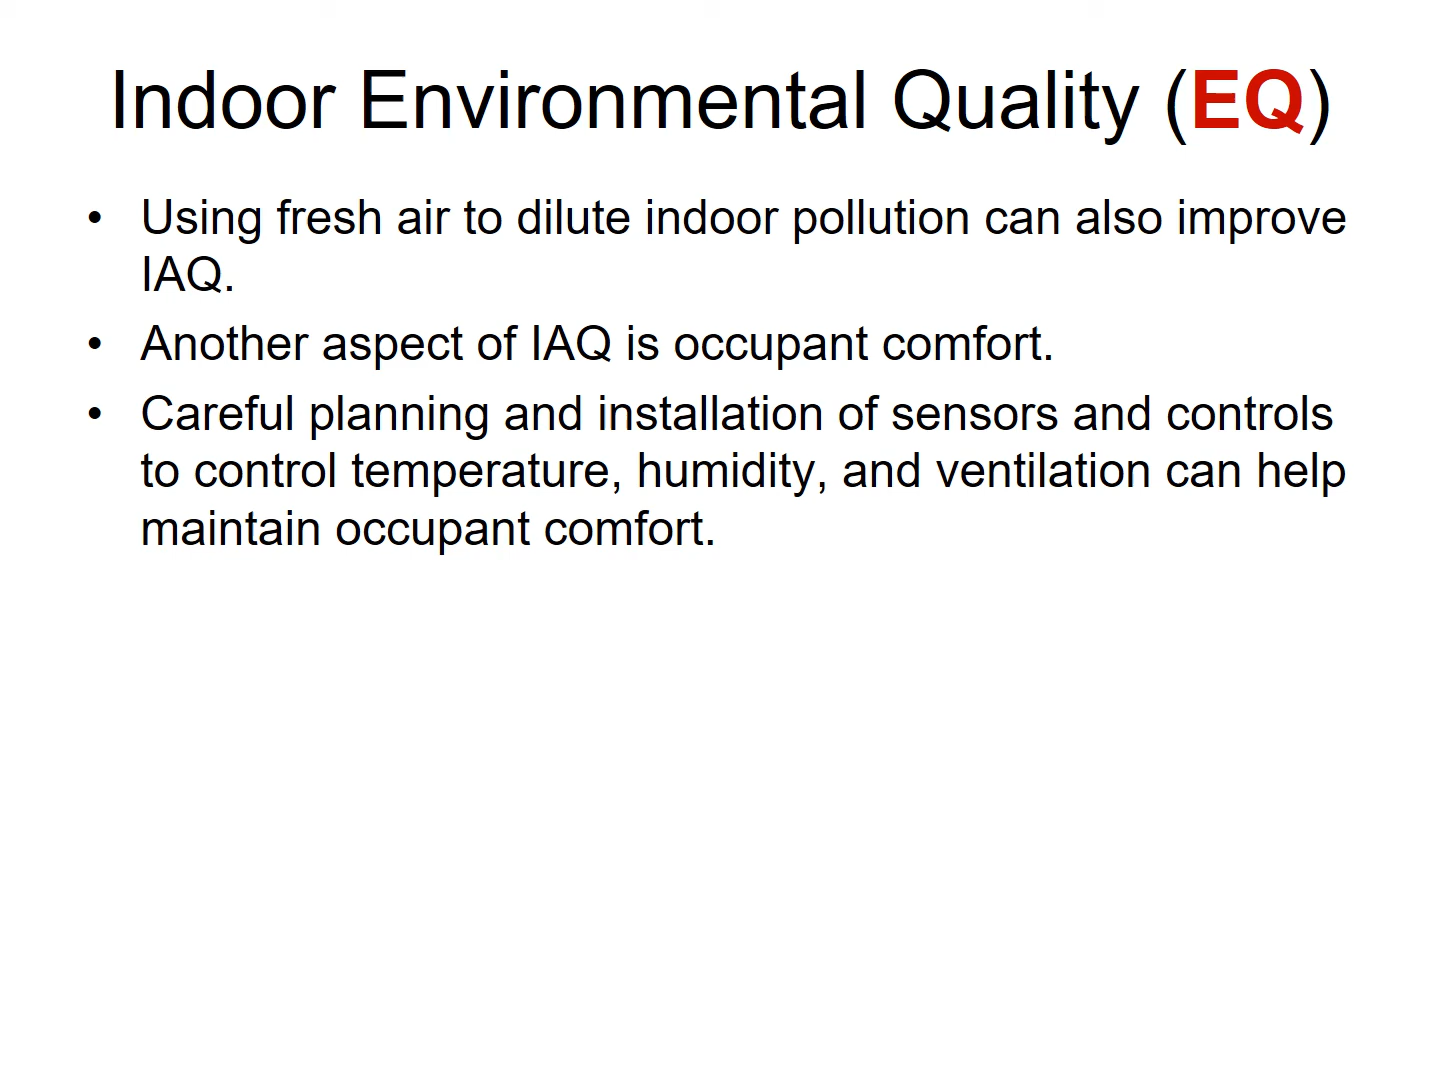 Indoor Environmental Quality (EQ)
• Using fresh air to dilute indoor pollution can also improve
IAQ.
• Another aspect of IAQ is occupant comfort.
• Careful planning and installation of sensors and controls
to control temperature, humidity, and ventilation can help
maintain occupant comfort.